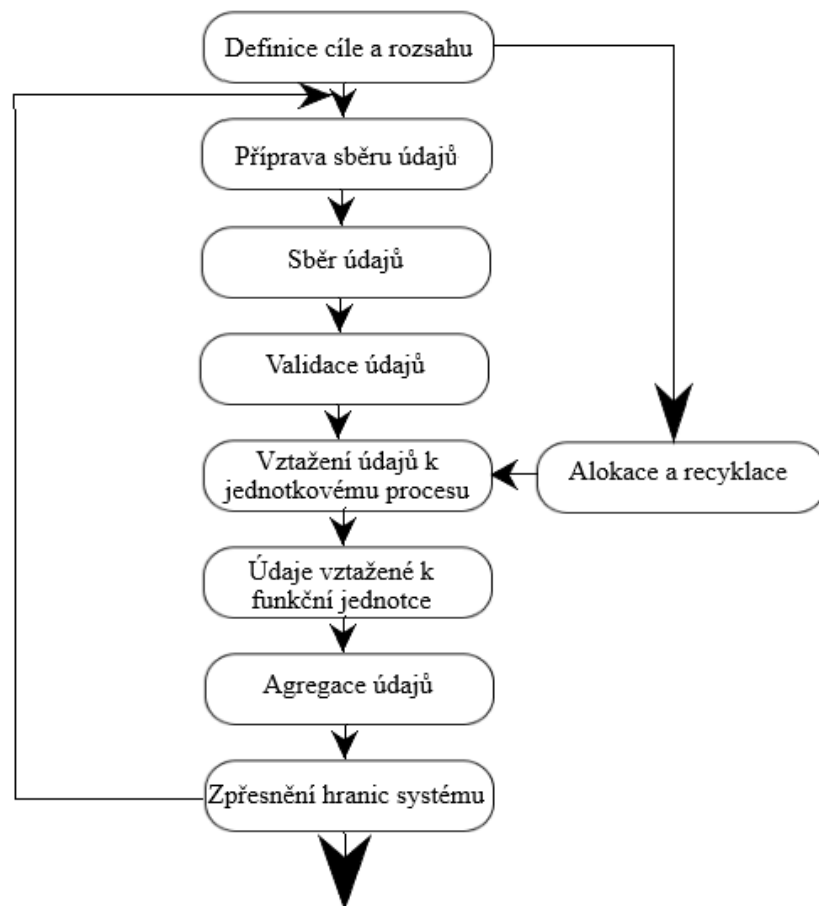 Definice cíle a rozsahu
Příprava sběru údajů
Sběr údajů
Validace údajů
Vztažení údajů k
jednotkovému procesu
Alokace a recyklace
Údaje vztažené k
funkční jednotce
Agregace údajů
Zpřesnění hranic systému